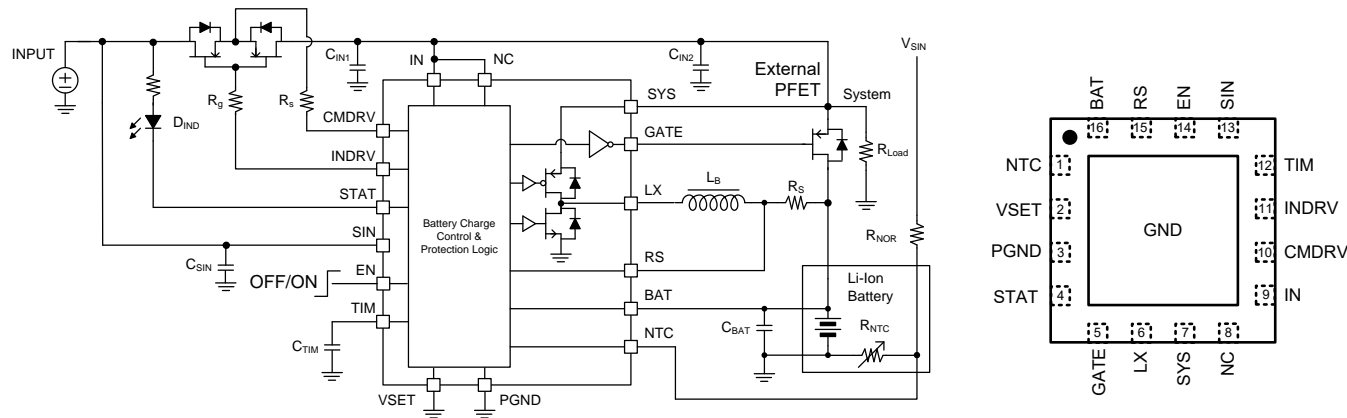 INPUT
D_IND
R_g
R_s
C_IN1
IN
NC
C_IN2
V_SIN
External
PFET
System
CMDRV
INDRV
STAT
SIN
EN
TIM
C_SIN
OFF/ON
C_TIM
Battery Charge
Control &
Protection Logic
VSET
PGND
SYS
GATE
LX
RS
BAT
NTC
L_B
R_S
R_Load
R_NOR
Li-Ion
Battery
C_BAT
R_NTC
BAT
RS
EN
SIN
16
15
14
13
NTC
1
VSET
2
PGND
3
STAT
4
GND
12
TIM
11
INDRV
10
CMDRV
9
IN
5
6
7
8
GATE
LX
SYS
NC